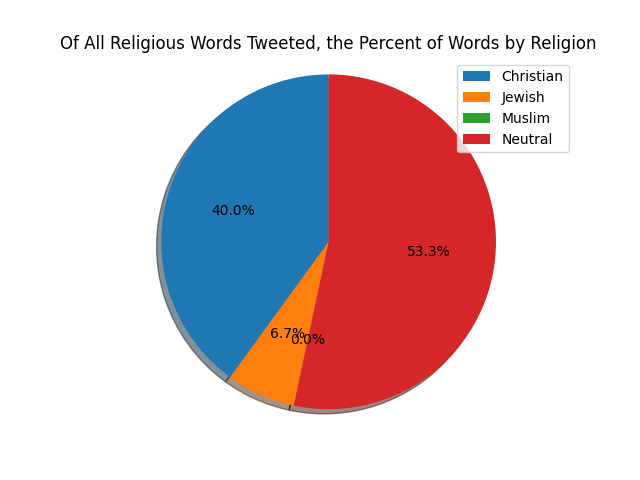 Of All Religious Words Tweeted, the Percent of Words by Religion
Christian
Jewish
Muslim
Neutral
40.0%
53.3%
6.7%
0.0%